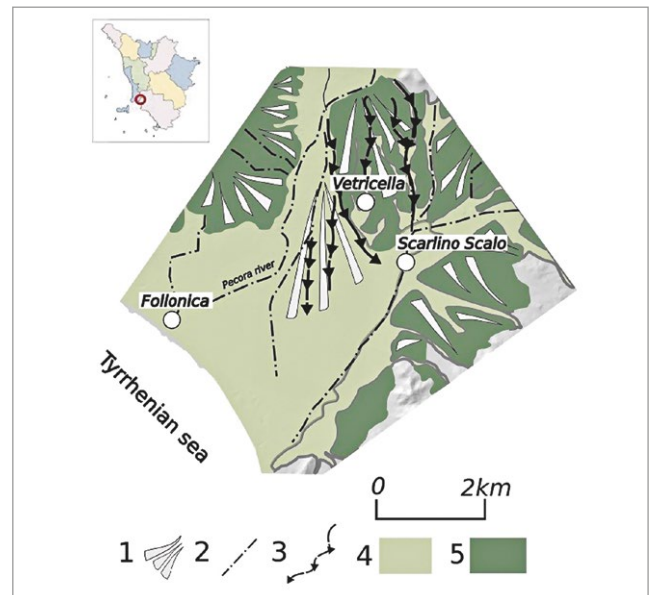 Vetricella
Scarlino Scalo
Pecora river
Follonica
Tyrrhenian sea
0 2km
1 2 3 4 5